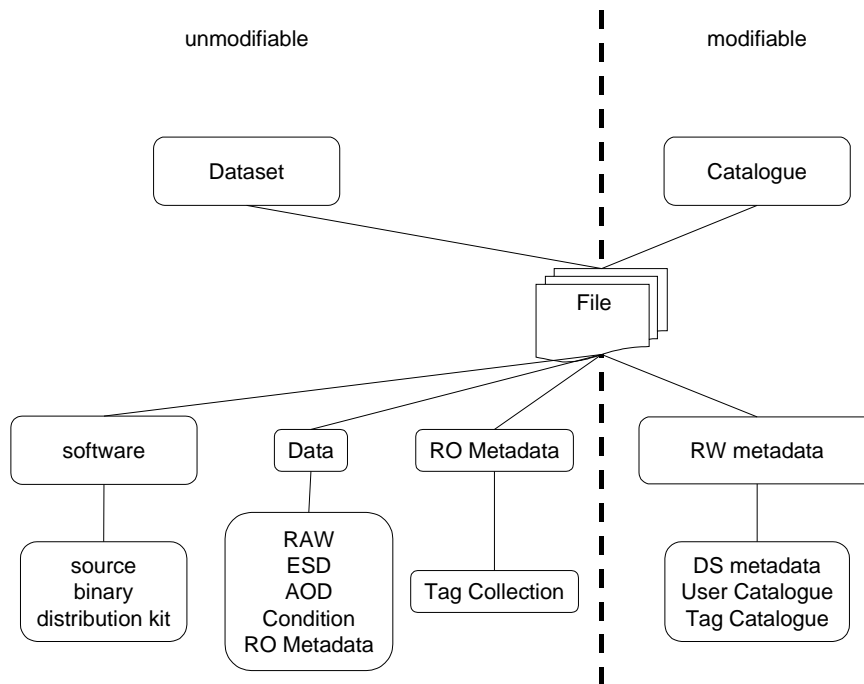 unmodifiable
modifiable
Dataset
Catalogue
File
software
Data
RO Metadata
RW metadata
source
binary
distribution kit
RAW
ESD
AOD
Condition
RO Metadata
Tag Collection
DS metadata
User Catalogue
Tag Catalogue